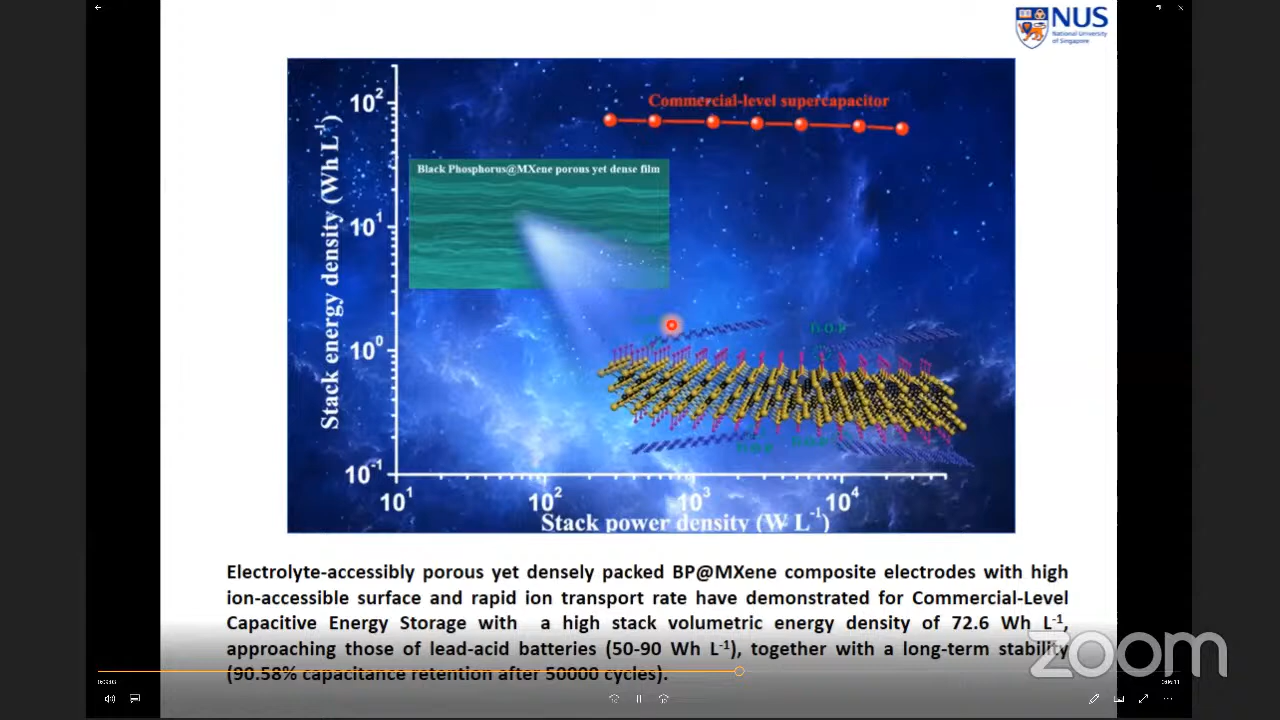 NUS
National University
of Singapore
Commercial-level supercapacitor
Black Phosphorus@MXene porous yet dense film
Stack energy density (Wh L⁻¹)
10²
10¹
10⁰
10⁻¹
Ti-O-P
10¹
10²
10³
10⁴
Stack power density (W L⁻¹)
Electrolyte-accessibly porous yet densely packed BP@MXene composite electrodes with high
ion-accessible surface and rapid ion transport rate have demonstrated for Commercial-Level
Capacitive Energy Storage with a high stack volumetric energy density of 72.6 Wh L⁻¹,
approaching those of lead-acid batteries (50-90 Wh L⁻¹), together with a long-term stability
(90.58% capacitance retention after 50000 cycles).
zoom